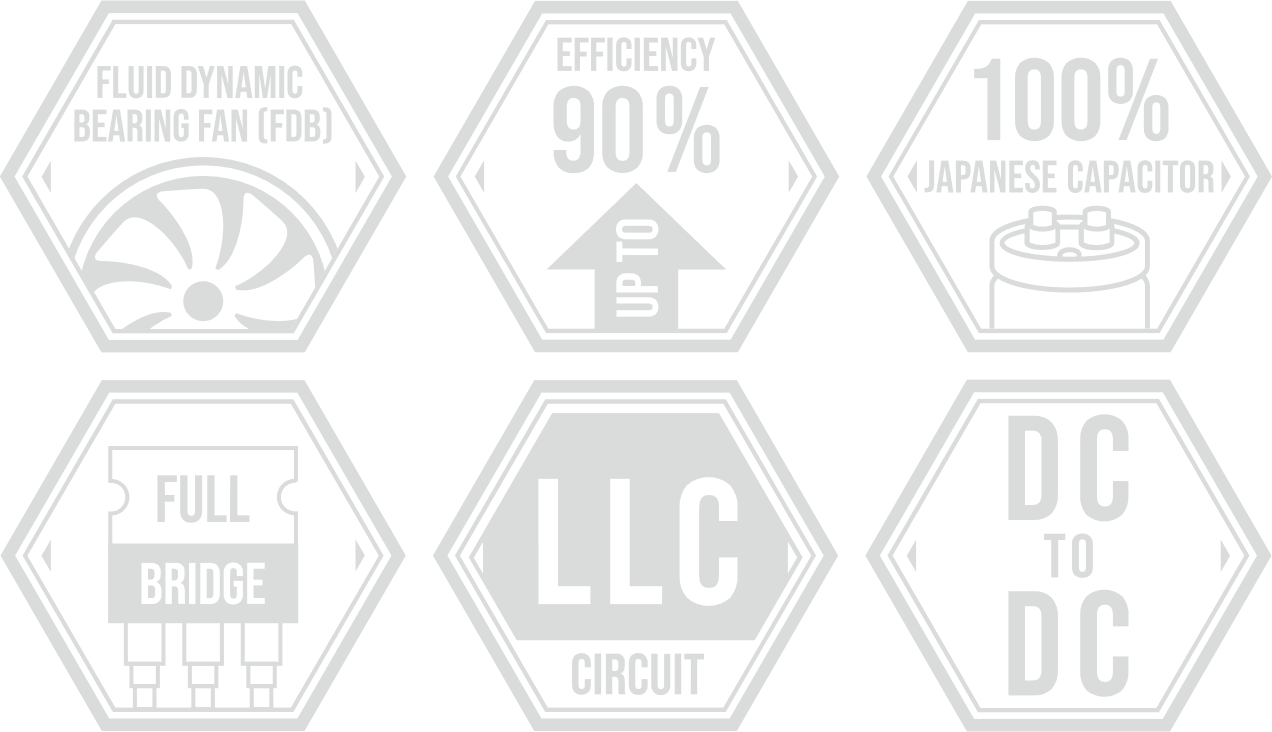 FLUID DYNAMIC
BEARING FAN (FDB)
EFFICIENCY
90%
UP TO
100%
JAPANESE CAPACITOR
FULL
BRIDGE
LLC
CIRCUIT
DC
TO
DC